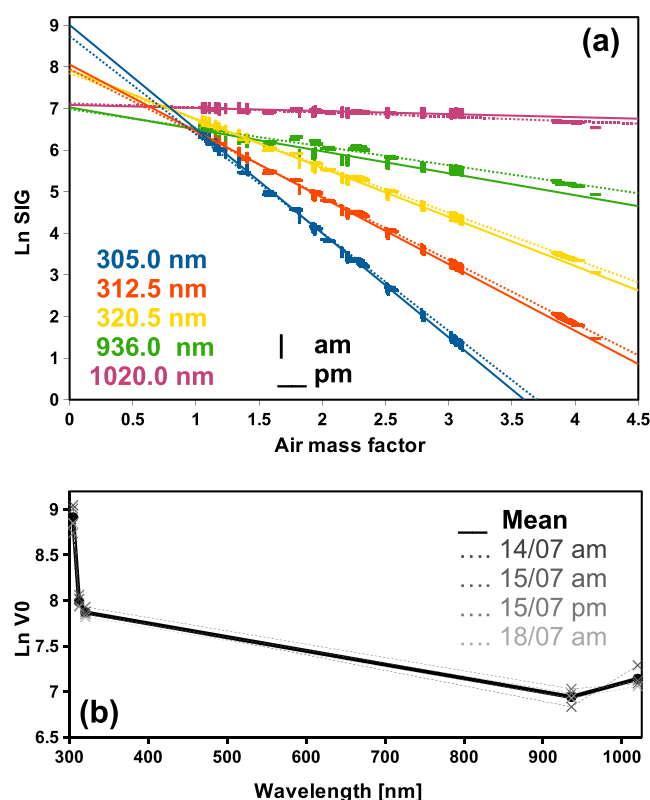 (a)
9
8
7
6
5
4
3
2
1
0
Ln SIG
305.0 nm
312.5 nm
320.5 nm
936.0 nm
1020.0 nm
| am
__ pm
0 0.5 1 1.5 2 2.5 3 3.5 4 4.5
Air mass factor
9
8.5
8
7.5
7
6.5
Ln V0
__ Mean
.... 14/07 am
.... 15/07 am
.... 15/07 pm
.... 18/07 am
(b)
300 400 500 600 700 800 900 1000
Wavelength [nm]